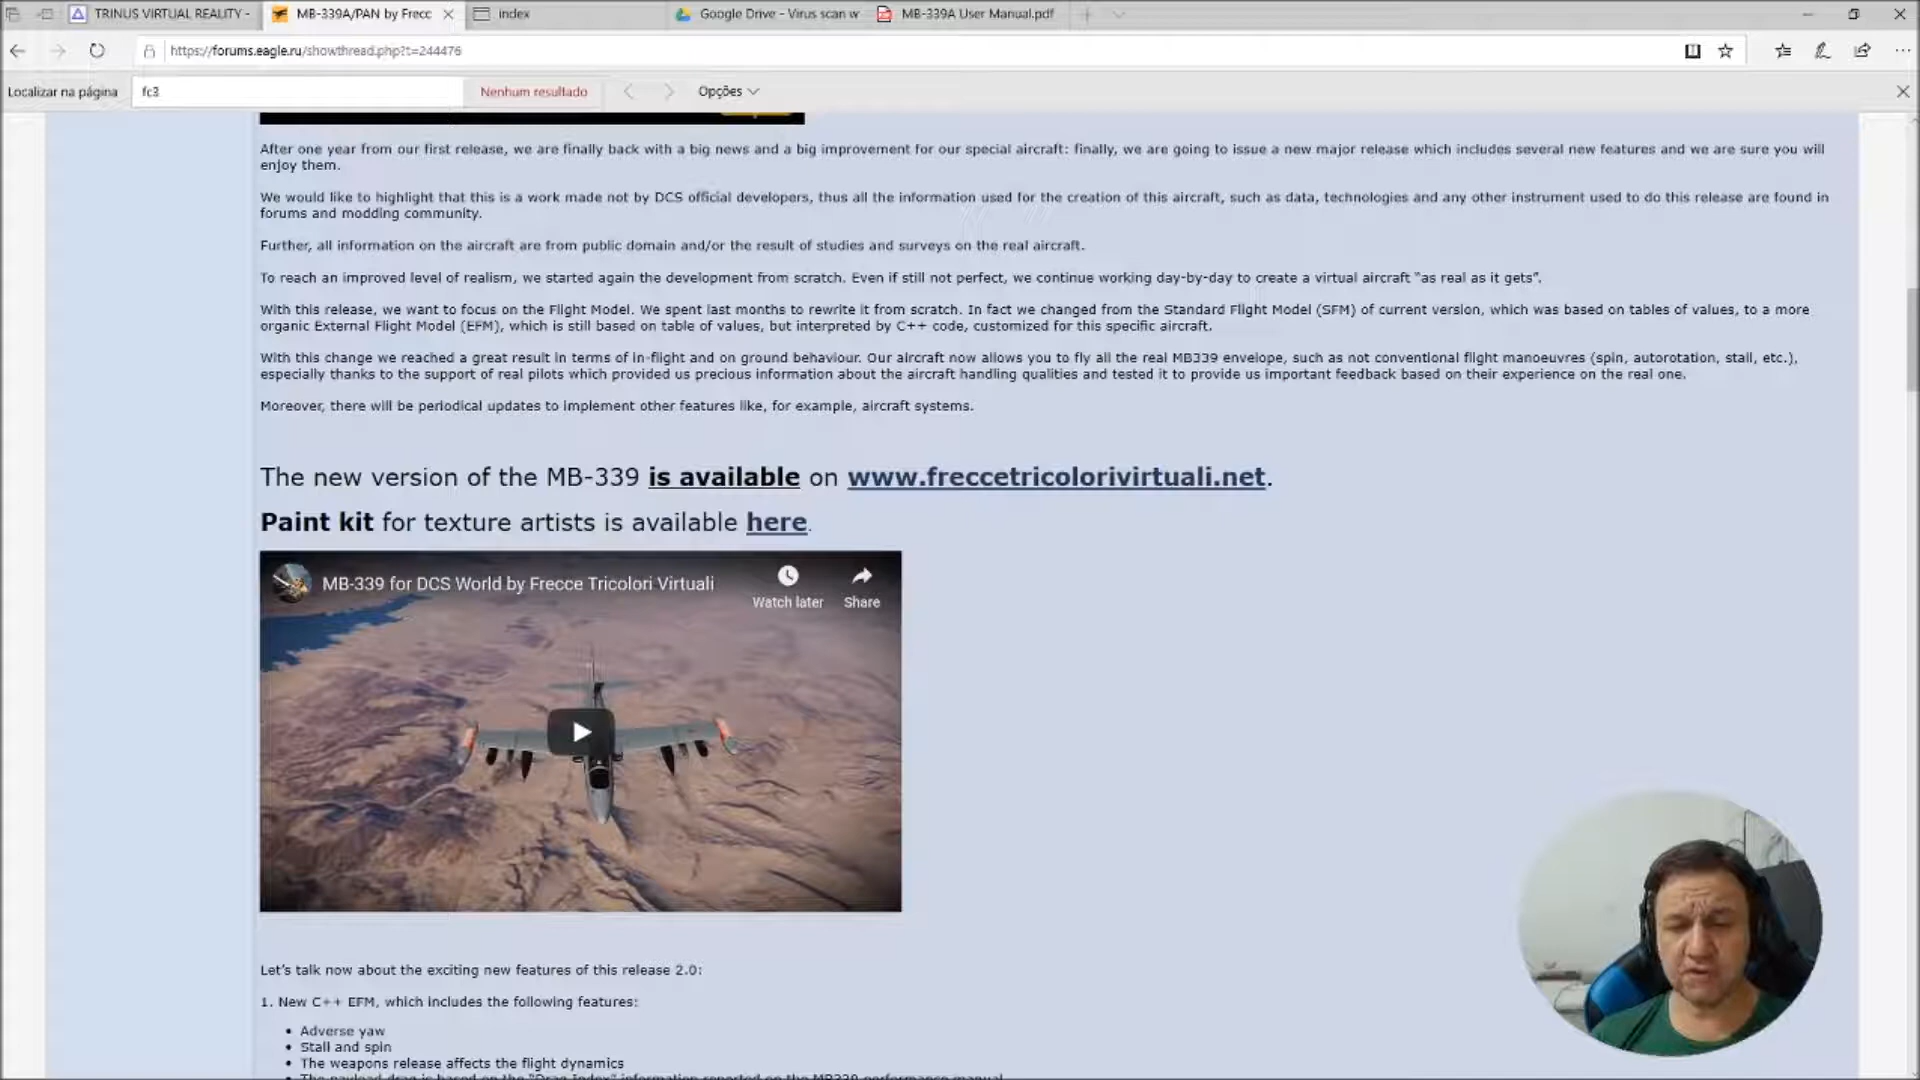 TRINUS VIRTUAL REALITY -
MB-339A/PAN by Frecc
index
Google Drive - Virus scan w
MB-339A User Manual.pdf
https://forums.eagle.ru/showthread.php?t=244476
Localizar na página
fc3
Nenhum resultado
Opções
After one year from our first release, we are finally back with a big news and a big improvement for our special aircraft: finally, we are going to issue a new major release which includes several new features and we are sure you will
enjoy them.
We would like to highlight that this is a work made not by DCS official developers, thus all the information used for the creation of this aircraft, such as data, technologies and any other instrument used to do this release are found in
forums and modding community.
Further, all information on the aircraft are from public domain and/or the result of studies and surveys on the real aircraft.
To reach an improved level of realism, we started again the development from scratch. Even if still not perfect, we continue working day-by-day to create a virtual aircraft "as real as it gets".
With this release, we want to focus on the Flight Model. We spent last months to rewrite it from scratch. In fact we changed from the Standard Flight Model (SFM) of current version, which was based on tables of values, to a more
organic External Flight Model (EFM), which is still based on table of values, but interpreted by C++ code, customized for this specific aircraft.
With this change we reached a great result in terms of in-flight and on ground behaviour. Our aircraft now allows you to fly all the real MB339 envelope, such as not conventional flight manoeuvres (spin, autorotation, stall, etc.),
especially thanks to the support of real pilots which provided us precious information about the aircraft handling qualities and tested it to provide us important feedback based on their experience on the real one.
Moreover, there will be periodical updates to implement other features like, for example, aircraft systems.
The new version of the MB-339 is available on www.freccetricolorivirtuali.net.
Paint kit for texture artists is available here.
MB-339 for DCS World by Frecce Tricolori Virtuali
Watch later
Share
Let's talk now about the exciting new features of this release 2.0:
1. New C++ EFM, which includes the following features:
• Adverse yaw
• Stall and spin
• The weapons release affects the flight dynamics
• The payload drag is based on the "Drag Index" information reported on the MB339 performance manual